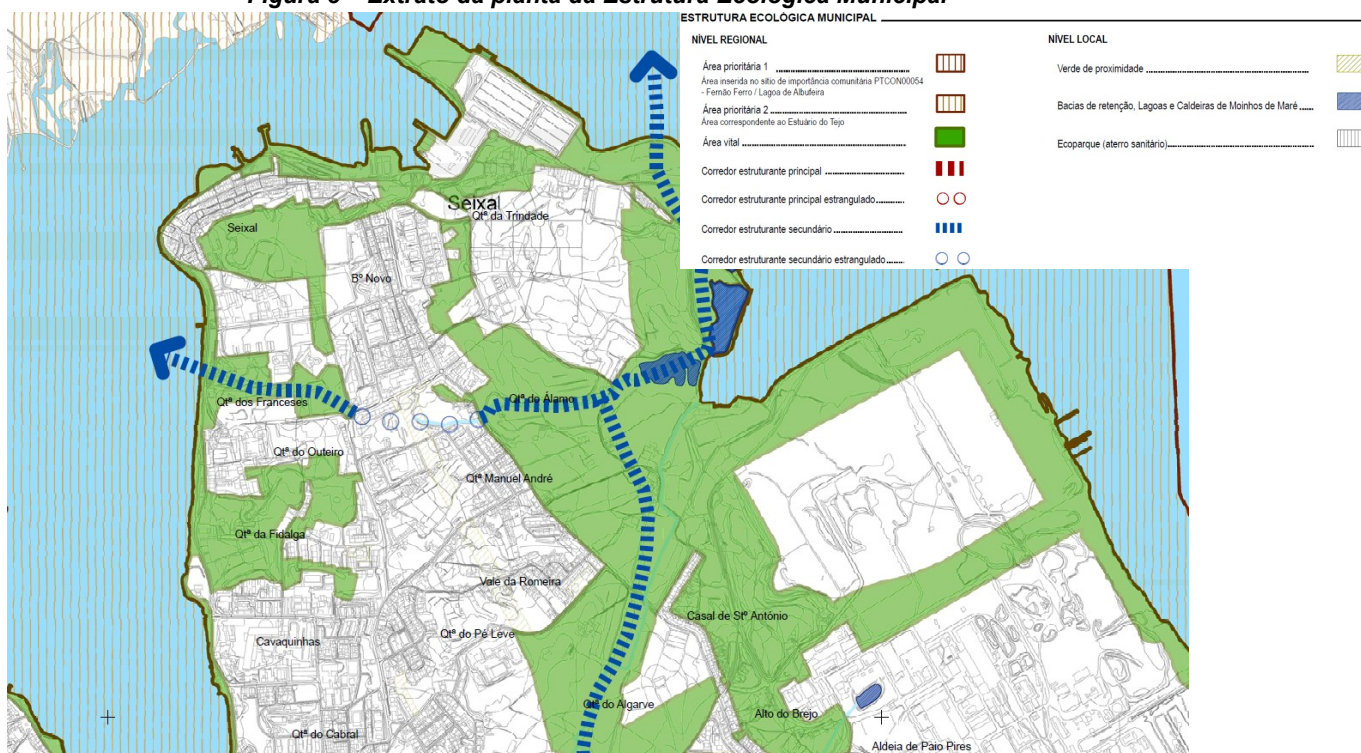 Figura 3 – Extrato da planta da Estrutura Ecológica Municipal
ESTRUTURA ECOLÓGICA MUNICIPAL
NÍVEL REGIONAL
Área prioritária 1
Área inserida no sítio de importância comunitária PTCON00054
- Fernão Ferro / Lagoa de Albufeira
Área prioritária 2
Área correspondente ao Estuário do Tejo
Área vital
Corredor estruturante principal
Corredor estruturante principal estrangulado
Corredor estruturante secundário
Corredor estruturante secundário estrangulado
NÍVEL LOCAL
Verde de proximidade
Bacias de retenção, Lagoas e Caldeiras de Moinhos de Maré
Ecoparque (aterro sanitário)
Seixal
Qtª da Trindade
Seixal
Bº Novo
Qtª dos Franceses
Qtª do Álamo
Qtª do Outeiro
Qtª Manuel André
Qtª da Fidalga
Vale da Romeira
Casal de Stº António
Qtª do Pé Leve
Cavaquinhas
Qtª do Algarve
Alto do Brejo
Qtª do Cabral
Aldeia de Paio Pires